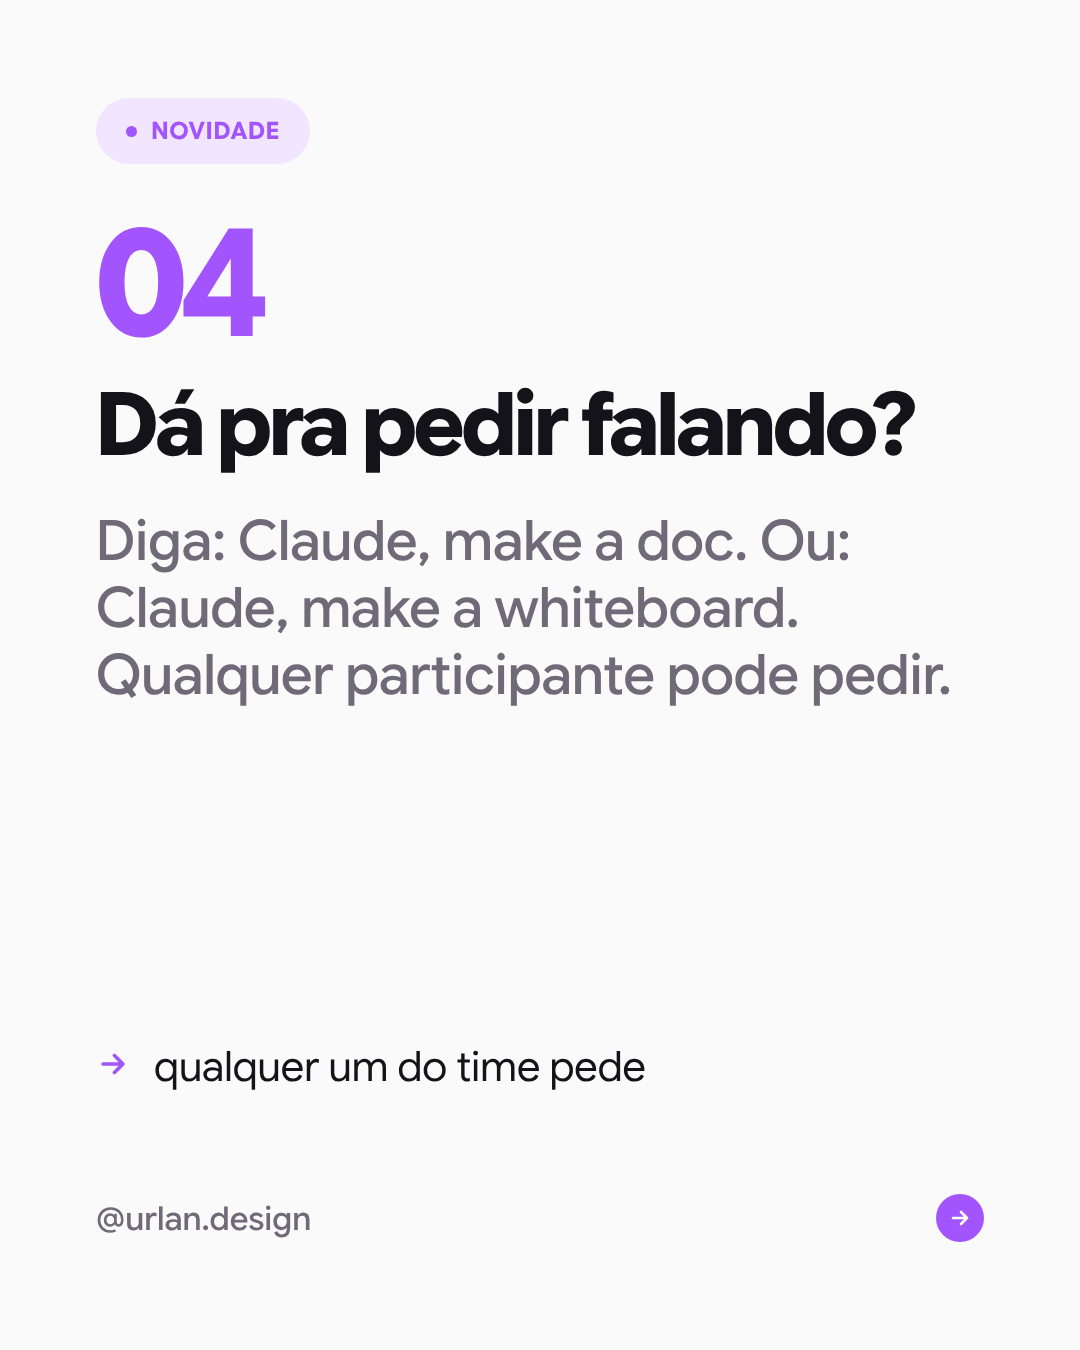 NOVIDADE
04
Dá pra pedir falando?
Diga: Claude, make a doc. Ou:
Claude, make a whiteboard.
Qualquer participante pode pedir.
→ qualquer um do time pede
@urlan.design